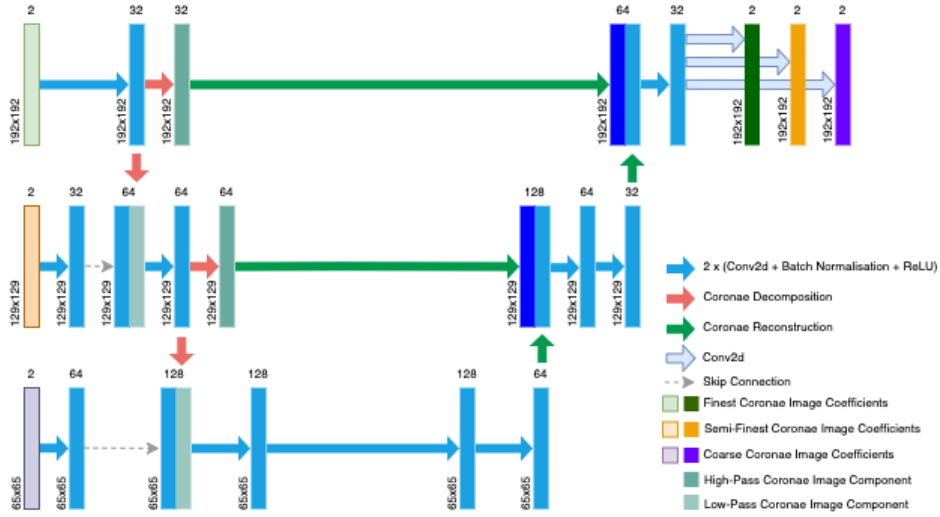 2 32 32 64 32 2 2 2
192x192 192x192 192x192 192x192 192x192 192x192 192x192
2 32 64 64 64 128 64 32
129x129 129x129 129x129 129x129 129x129 129x129 129x129 129x129
2 64 128 128 128 64
65x65 65x65 65x65 65x65 65x65 65x65
2 x (Conv2d + Batch Normalisation + ReLU)
Coronae Decomposition
Coronae Reconstruction
Conv2d
Skip Connection
Finest Coronae Image Coefficients
Semi-Finest Coronae Image Coefficients
Coarse Coronae Image Coefficients
High-Pass Coronae Image Component
Low-Pass Coronae Image Component